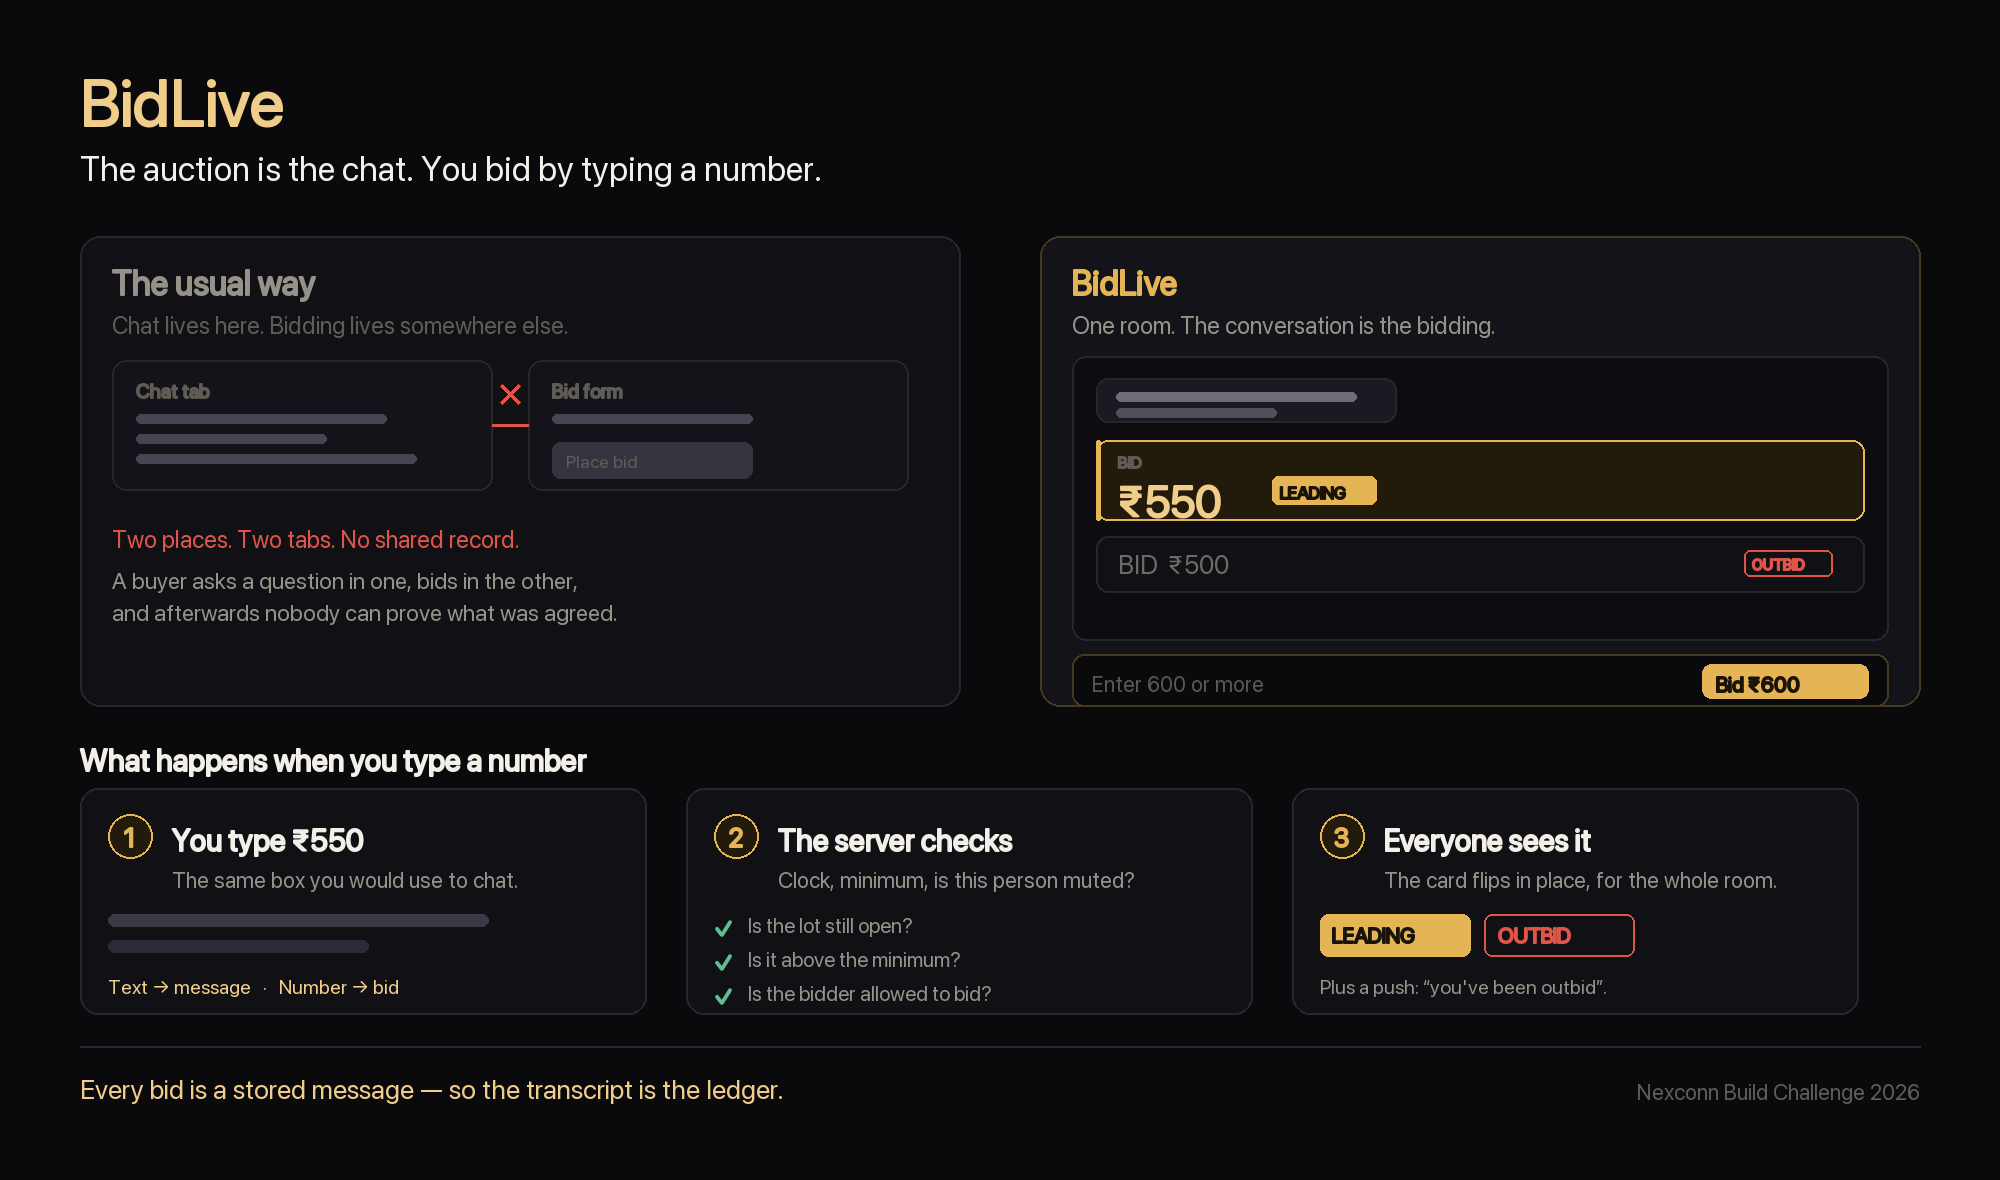 BidLive
The auction is the chat. You bid by typing a number.
The usual way
Chat lives here. Bidding lives somewhere else.
Chat tab
Bid form
Place bid
Two places. Two tabs. No shared record.
A buyer asks a question in one, bids in the other,
and afterwards nobody can prove what was agreed.
BidLive
One room. The conversation is the bidding.
BID
₹550
LEADING
BID ₹500
OUTBID
Enter 600 or more
Bid ₹600
What happens when you type a number
1
You type ₹550
The same box you would use to chat.
Text → message · Number → bid
2
The server checks
Clock, minimum, is this person muted?
Is the lot still open?
Is it above the minimum?
Is the bidder allowed to bid?
3
Everyone sees it
The card flips in place, for the whole room.
LEADING
OUTBID
Plus a push: “you've been outbid”.
Every bid is a stored message — so the transcript is the ledger.
Nexconn Build Challenge 2026